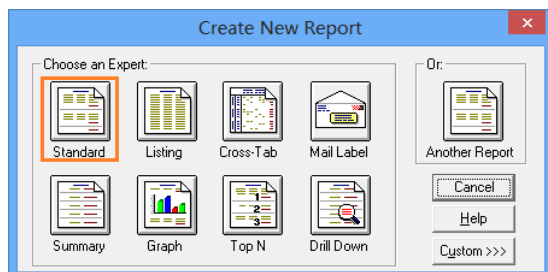 Create New Report
Choose an Expert:
Or:
Standard Listing Cross-Tab Mail Label Another Report
Cancel
Help
Summary Graph Top N Drill Down
Custom >>>